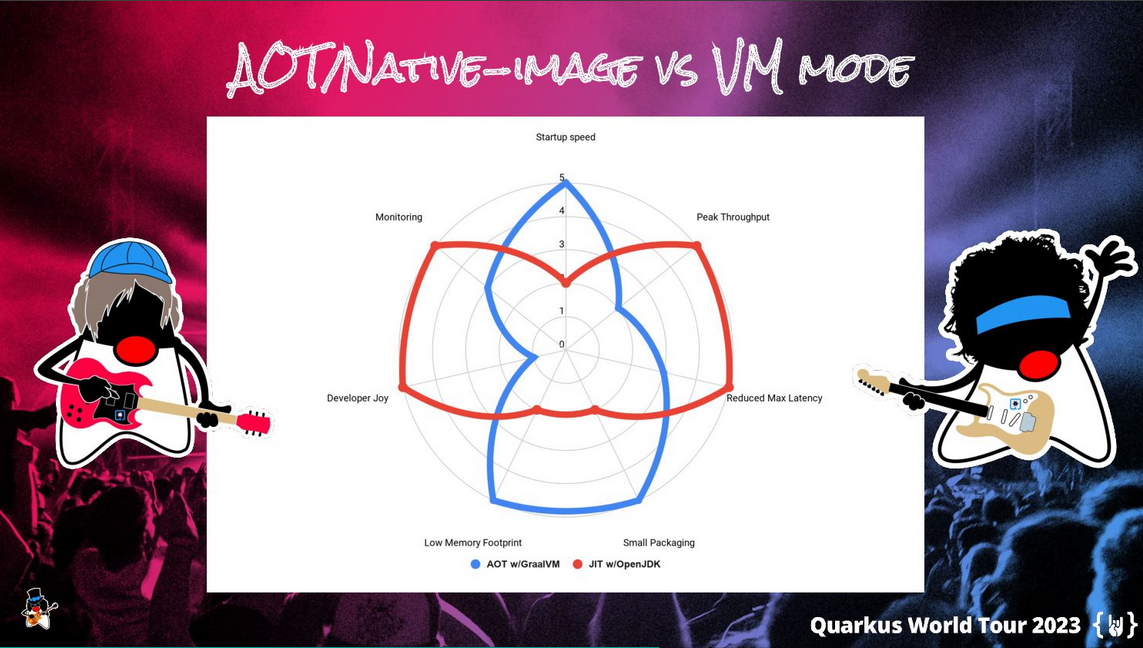 AOT/Native-image vs VM mode
Startup speed
5
Monitoring
Peak Throughput
4
3
1
0
Developer Joy
Reduced Max Latency
Low Memory Footprint
Small Packaging
AOT w/GraalVM
JIT w/OpenJDK
Quarkus World Tour 2023 { }